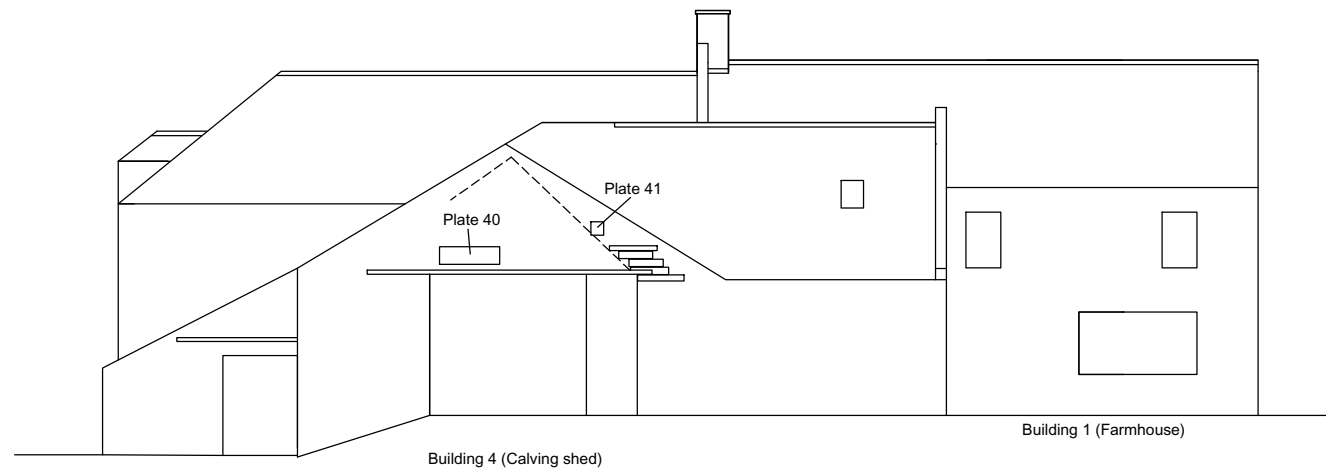 Plate 41
Plate 40
Building 1 (Farmhouse)
Building 4 (Calving shed)